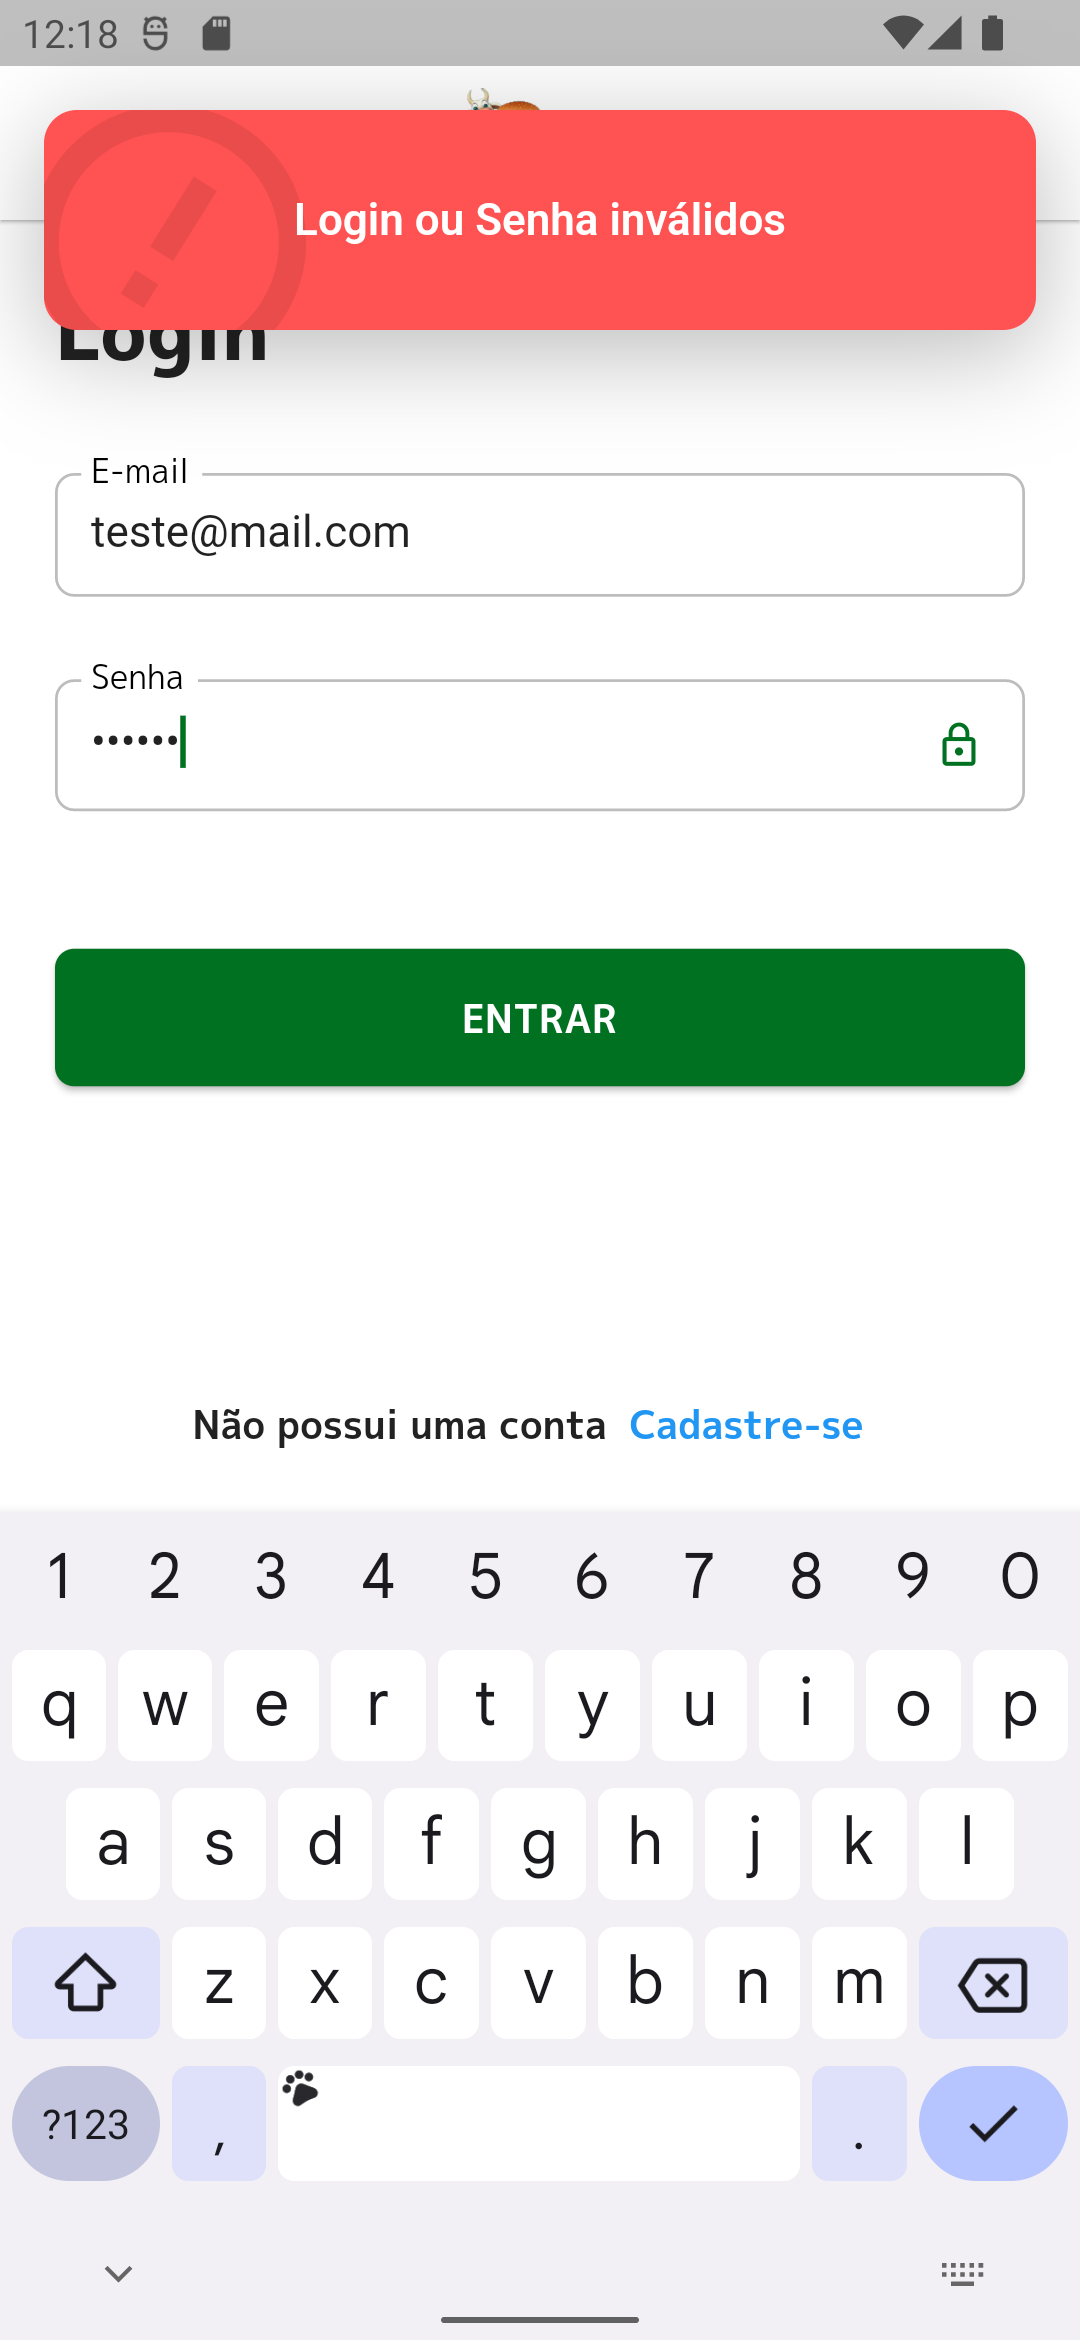 12:18
Login ou Senha inválidos
Login
E-mail
teste@mail.com
Senha
••••••
ENTRAR
Não possui uma conta Cadastre-se
1 2 3 4 5 6 7 8 9 0
q w e r t y u i o p
a s d f g h j k l
z x c v b n m
?123 , .